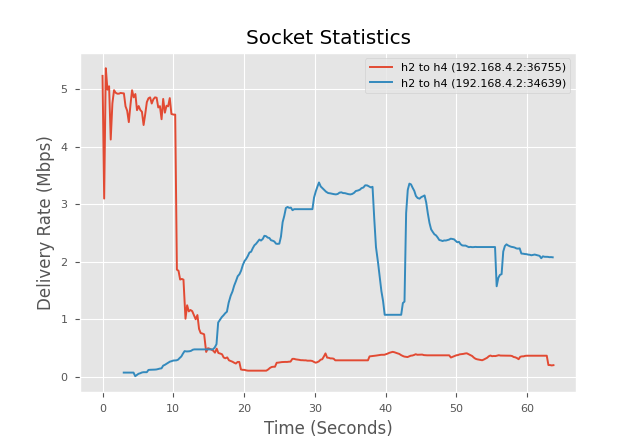 Socket Statistics
h2 to h4 (192.168.4.2:36755)
h2 to h4 (192.168.4.2:34639)
Delivery Rate (Mbps)
5
4
3
2
1
0
0 10 20 30 40 50 60
Time (Seconds)